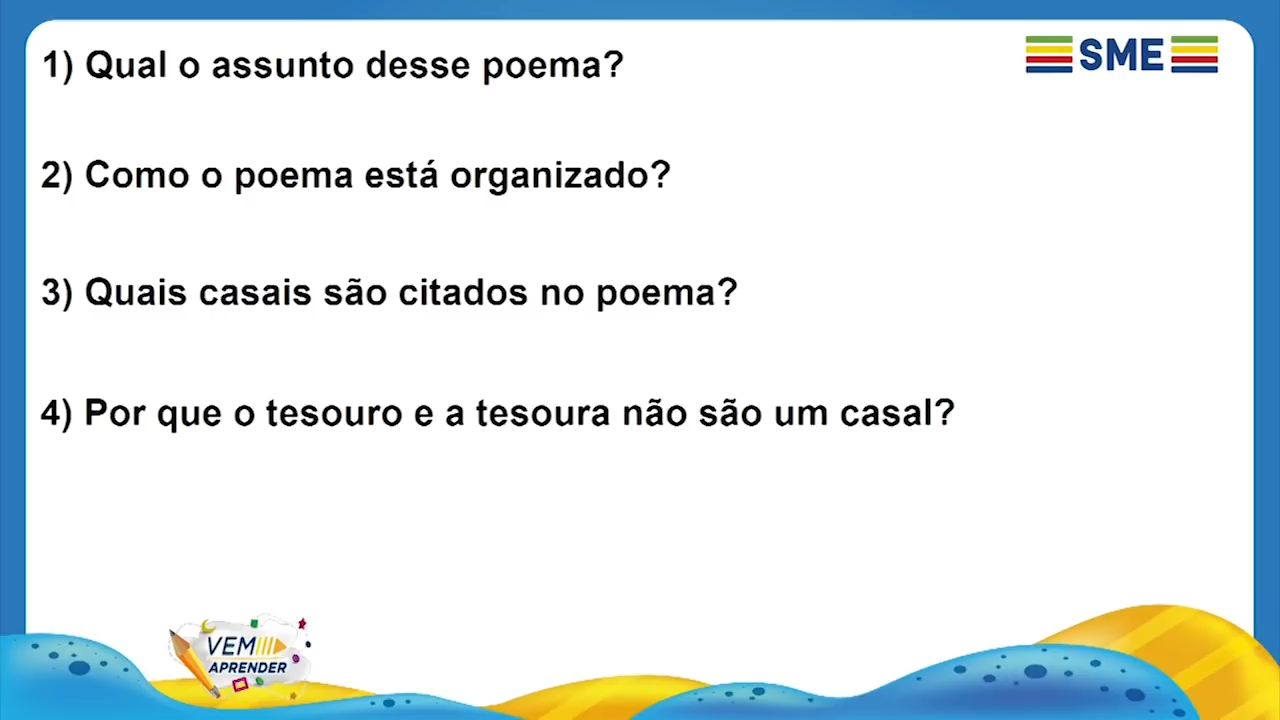 1) Qual o assunto desse poema?
SME
2) Como o poema está organizado?
3) Quais casais são citados no poema?
4) Por que o tesouro e a tesoura não são um casal?
VEM
APRENDER